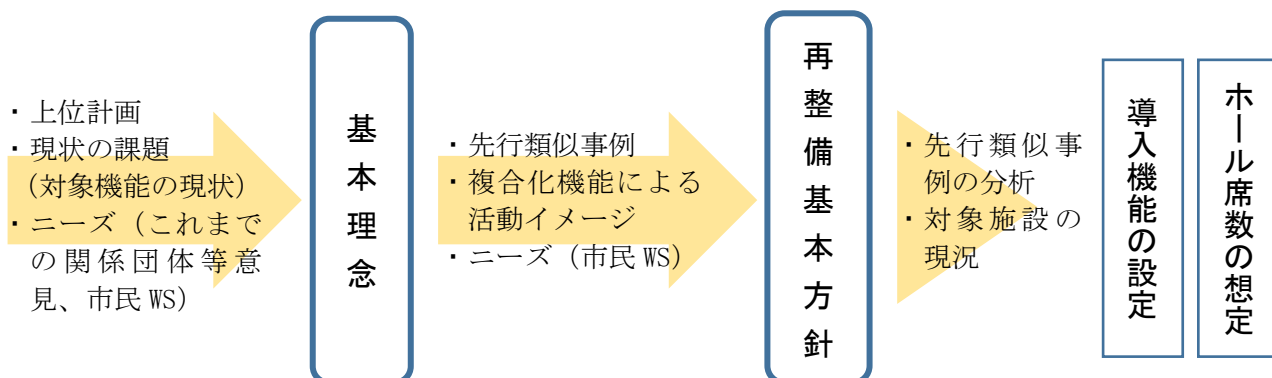 ・上位計画
・現状の課題
（対象機能の現状）
・ニーズ（これまで
の関係団体等意
見、市民 WS）
基本理念
・先行類似事例
・複合化機能による
活動イメージ
・ニーズ（市民 WS）
再整備基本方針
・先行類似事
例の分析
・対象施設の
現況
導入機能の設定
ホール席数の想定